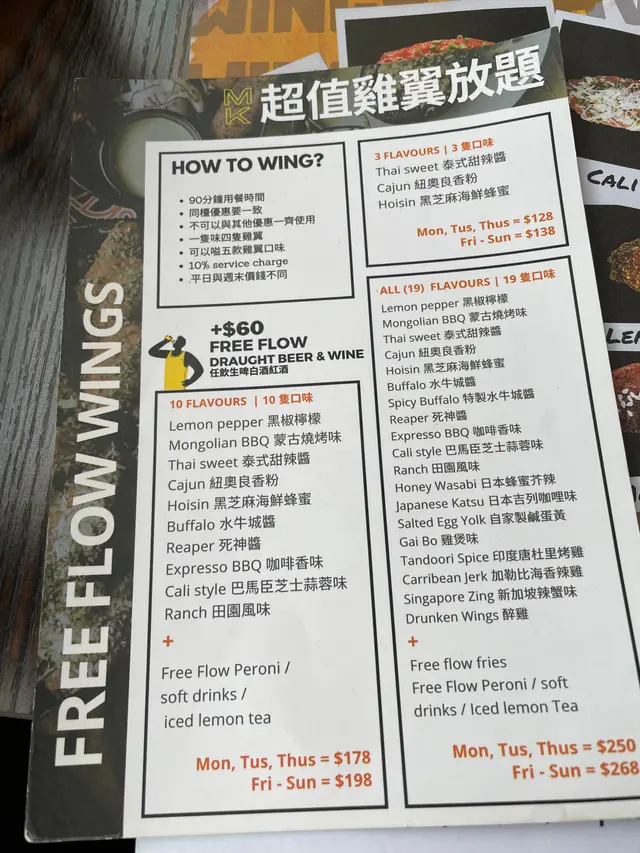 WINGS
MK
超值雞翼放題
FREE FLOW WINGS
HOW TO WING?
• 90分鐘用餐時間
• 同檯優惠要一致
• 不可以與其他優惠一齊使用
• 一隻味四隻雞翼
• 可以嗌五款雞翼口味
• 10% service charge
• 平日與週末價錢不同
3 FLAVOURS | 3 隻口味
Thai sweet 泰式甜辣醬
Cajun 紐奧良香粉
Hoisin 黑芝麻海鮮蜂蜜
Mon, Tus, Thus = $128
Fri - Sun = $138
+$60
FREE FLOW
DRAUGHT BEER & WINE
任飲生啤白酒紅酒
10 FLAVOURS | 10 隻口味
Lemon pepper 黑椒檸檬
Mongolian BBQ 蒙古燒烤味
Thai sweet 泰式甜辣醬
Cajun 紐奧良香粉
Hoisin 黑芝麻海鮮蜂蜜
Buffalo 水牛城醬
Reaper 死神醬
Expresso BBQ 咖啡香味
Cali style 巴馬臣芝士蒜蓉味
Ranch 田園風味
+
Free Flow Peroni /
soft drinks /
iced lemon tea
Mon, Tus, Thus = $178
Fri - Sun = $198
ALL (19) FLAVOURS | 19 隻口味
Lemon pepper 黑椒檸檬
Mongolian BBQ 蒙古燒烤味
Thai sweet 泰式甜辣醬
Cajun 紐奧良香粉
Hoisin 黑芝麻海鮮蜂蜜
Buffalo 水牛城醬
Spicy Buffalo 特製水牛城醬
Reaper 死神醬
Expresso BBQ 咖啡香味
Cali style 巴馬臣芝士蒜蓉味
Ranch 田園風味
Honey Wasabi 日本蜂蜜芥辣
Japanese Katsu 日本吉列咖哩味
Salted Egg Yolk 自家製鹹蛋黃
Gai Bo 雞煲味
Tandoori Spice 印度唐杜里烤雞
Carribean Jerk 加勒比海香辣雞
Singapore Zing 新加坡辣蟹味
Drunken Wings 醉雞
+
Free flow fries
Free Flow Peroni / soft
drinks / Iced lemon Tea
Mon, Tus, Thus = $250
Fri - Sun = $268
CALI